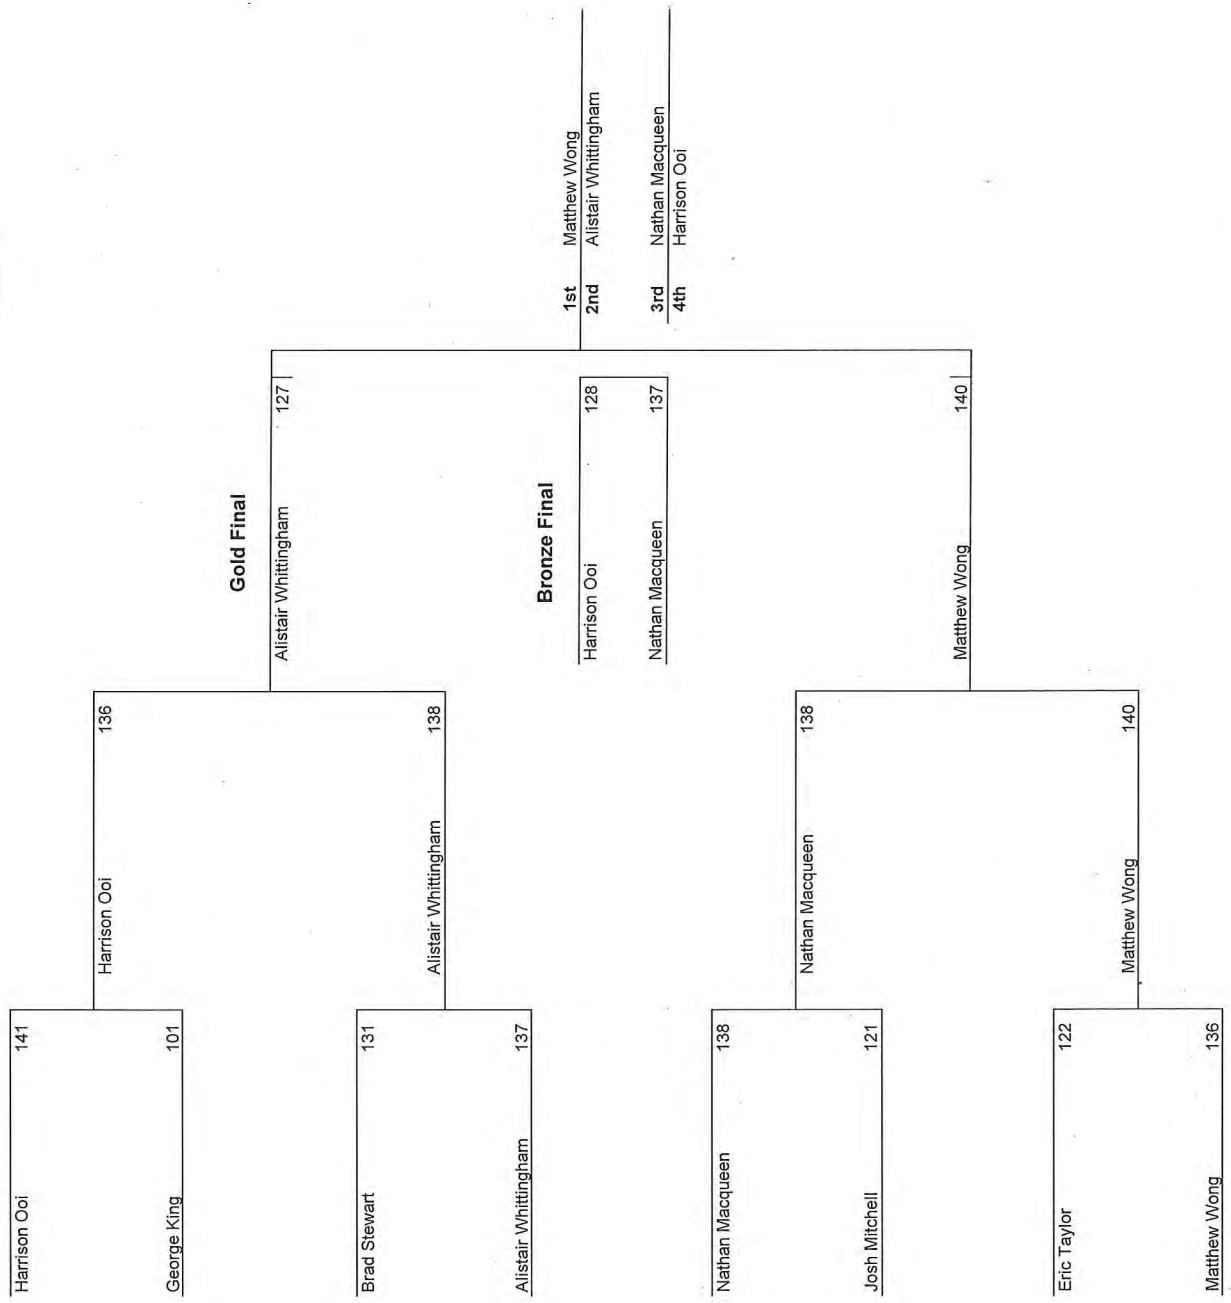 Harrison Ooi 141
George King 101
Brad Stewart 131
Alistair Whittingham 137
Nathan Macqueen 138
Josh Mitchell 121
Eric Taylor 122
Matthew Wong 136
Harrison Ooi 136
Alistair Whittingham 138
Nathan Macqueen 138
Matthew Wong 140
Gold Final
Alistair Whittingham 127
Bronze Final
Harrison Ooi 128
Nathan Macqueen 137
Matthew Wong 140
1st Matthew Wong
2nd Alistair Whittingham
3rd Nathan Macqueen
4th Harrison Ooi